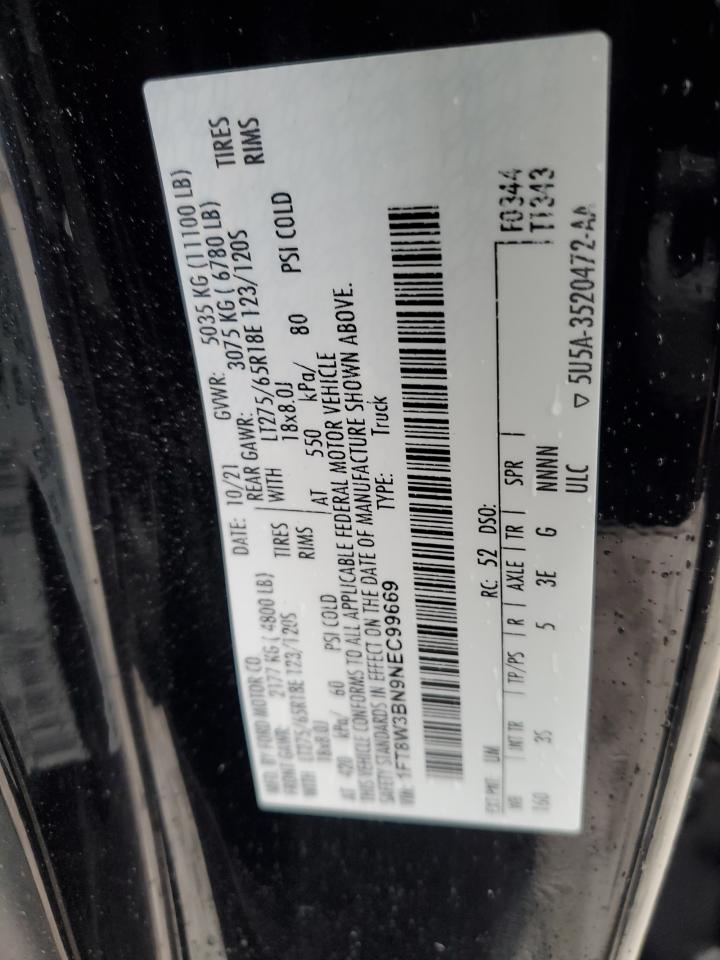 MFD. BY FORD MOTOR CO.
DATE: 10/21 GVWR: 5035 KG (11100 LB)
FRONT GAWR: 2177 KG ( 4800 LB) REAR GAWR: 3075 KG ( 6780 LB)
WITH LT275/65R18E 123/120S TIRES WITH LT275/65R18E 123/120S TIRES
18x8.0J RIMS 18x8.0J RIMS
AT 420 kPa/ 60 PSI COLD AT 550 kPa/ 80 PSI COLD
THIS VEHICLE CONFORMS TO ALL APPLICABLE FEDERAL MOTOR VEHICLE
SAFETY STANDARDS IN EFFECT ON THE DATE OF MANUFACTURE SHOWN ABOVE.
VIN: 1FT8W3BN9NEC99669 TYPE: Truck
EXT PNT: UM RC: 52 DSO: F0344
WB INT TR TP/PS R AXLE TR SPR T1343
160 3S 5 3E G NNNN
ULC ▽ 5U5A-3520472-AA